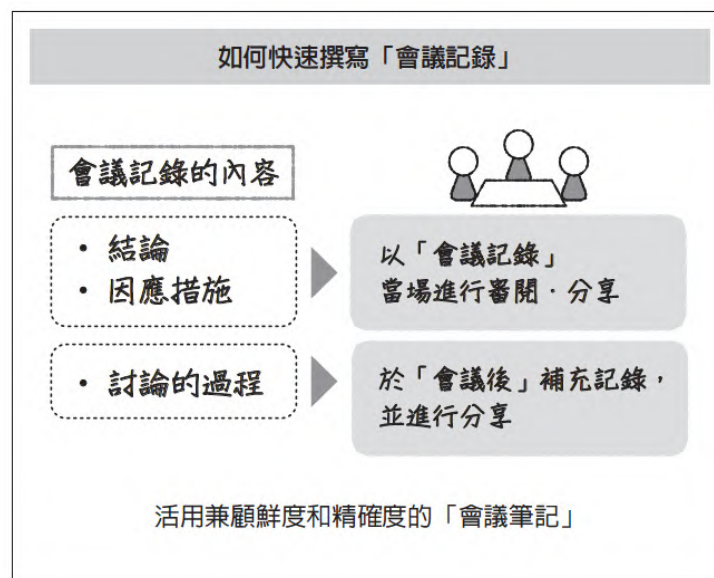 如何快速撰寫「會議記錄」
會議記錄的內容
• 結論
• 因應措施
以「會議記錄」
當場進行審閱‧分享
• 討論的過程
於「會議後」補充記錄，
並進行分享
活用兼顧鮮度和精確度的「會議筆記」